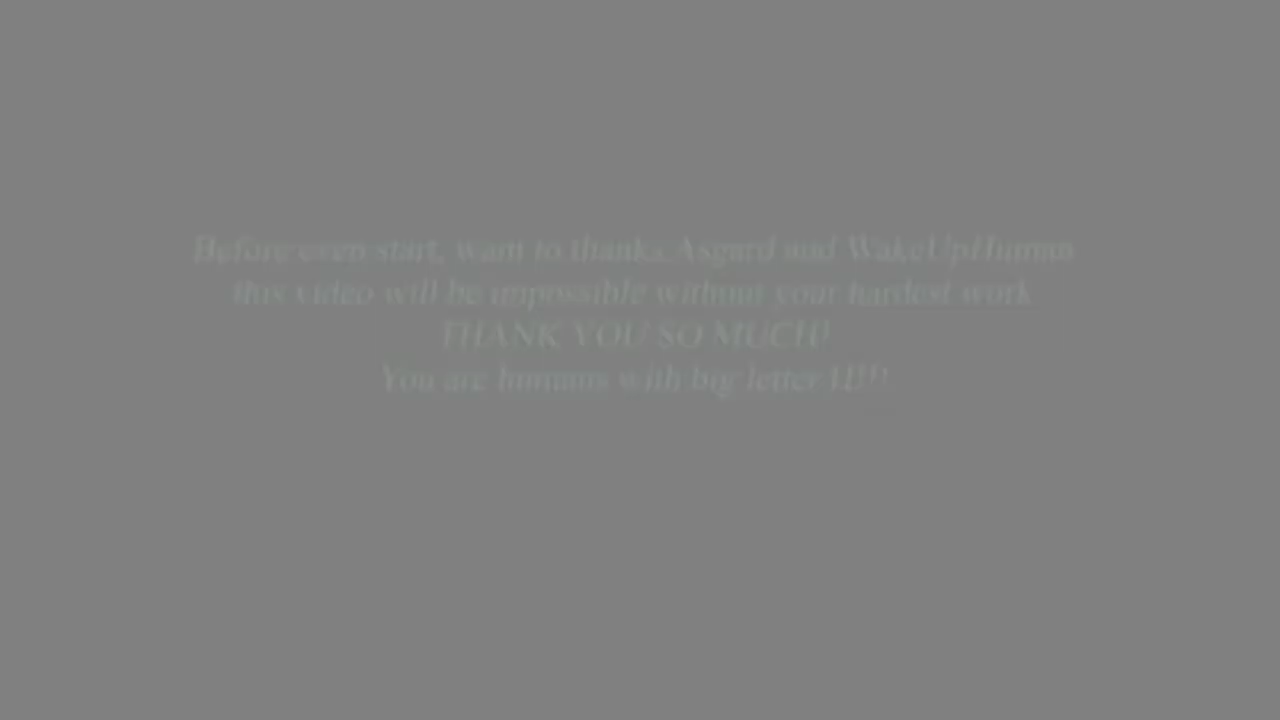 Before even start, want to thanks Asgard and WakeUpHuman
this video will be impossible without your hardest work
THANK YOU SO MUCH!
You are humans with big letter H!!!